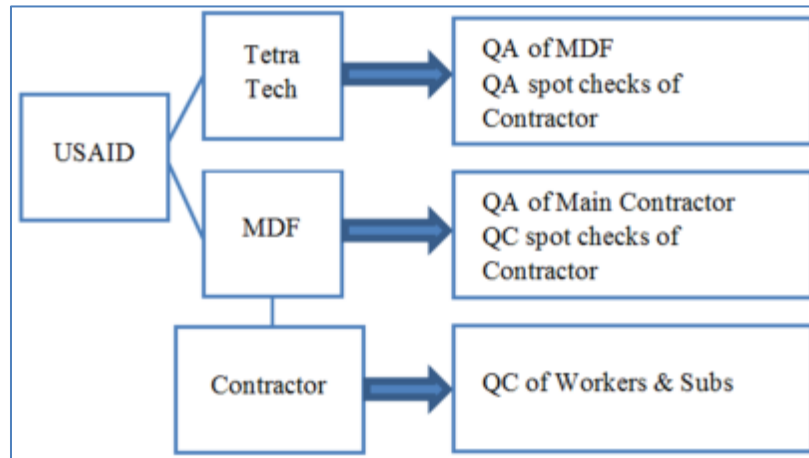 Tetra
Tech
QA of MDF
QA spot checks of
Contractor
USAID
MDF
QA of Main Contractor
QC spot checks of
Contractor
Contractor
QC of Workers & Subs